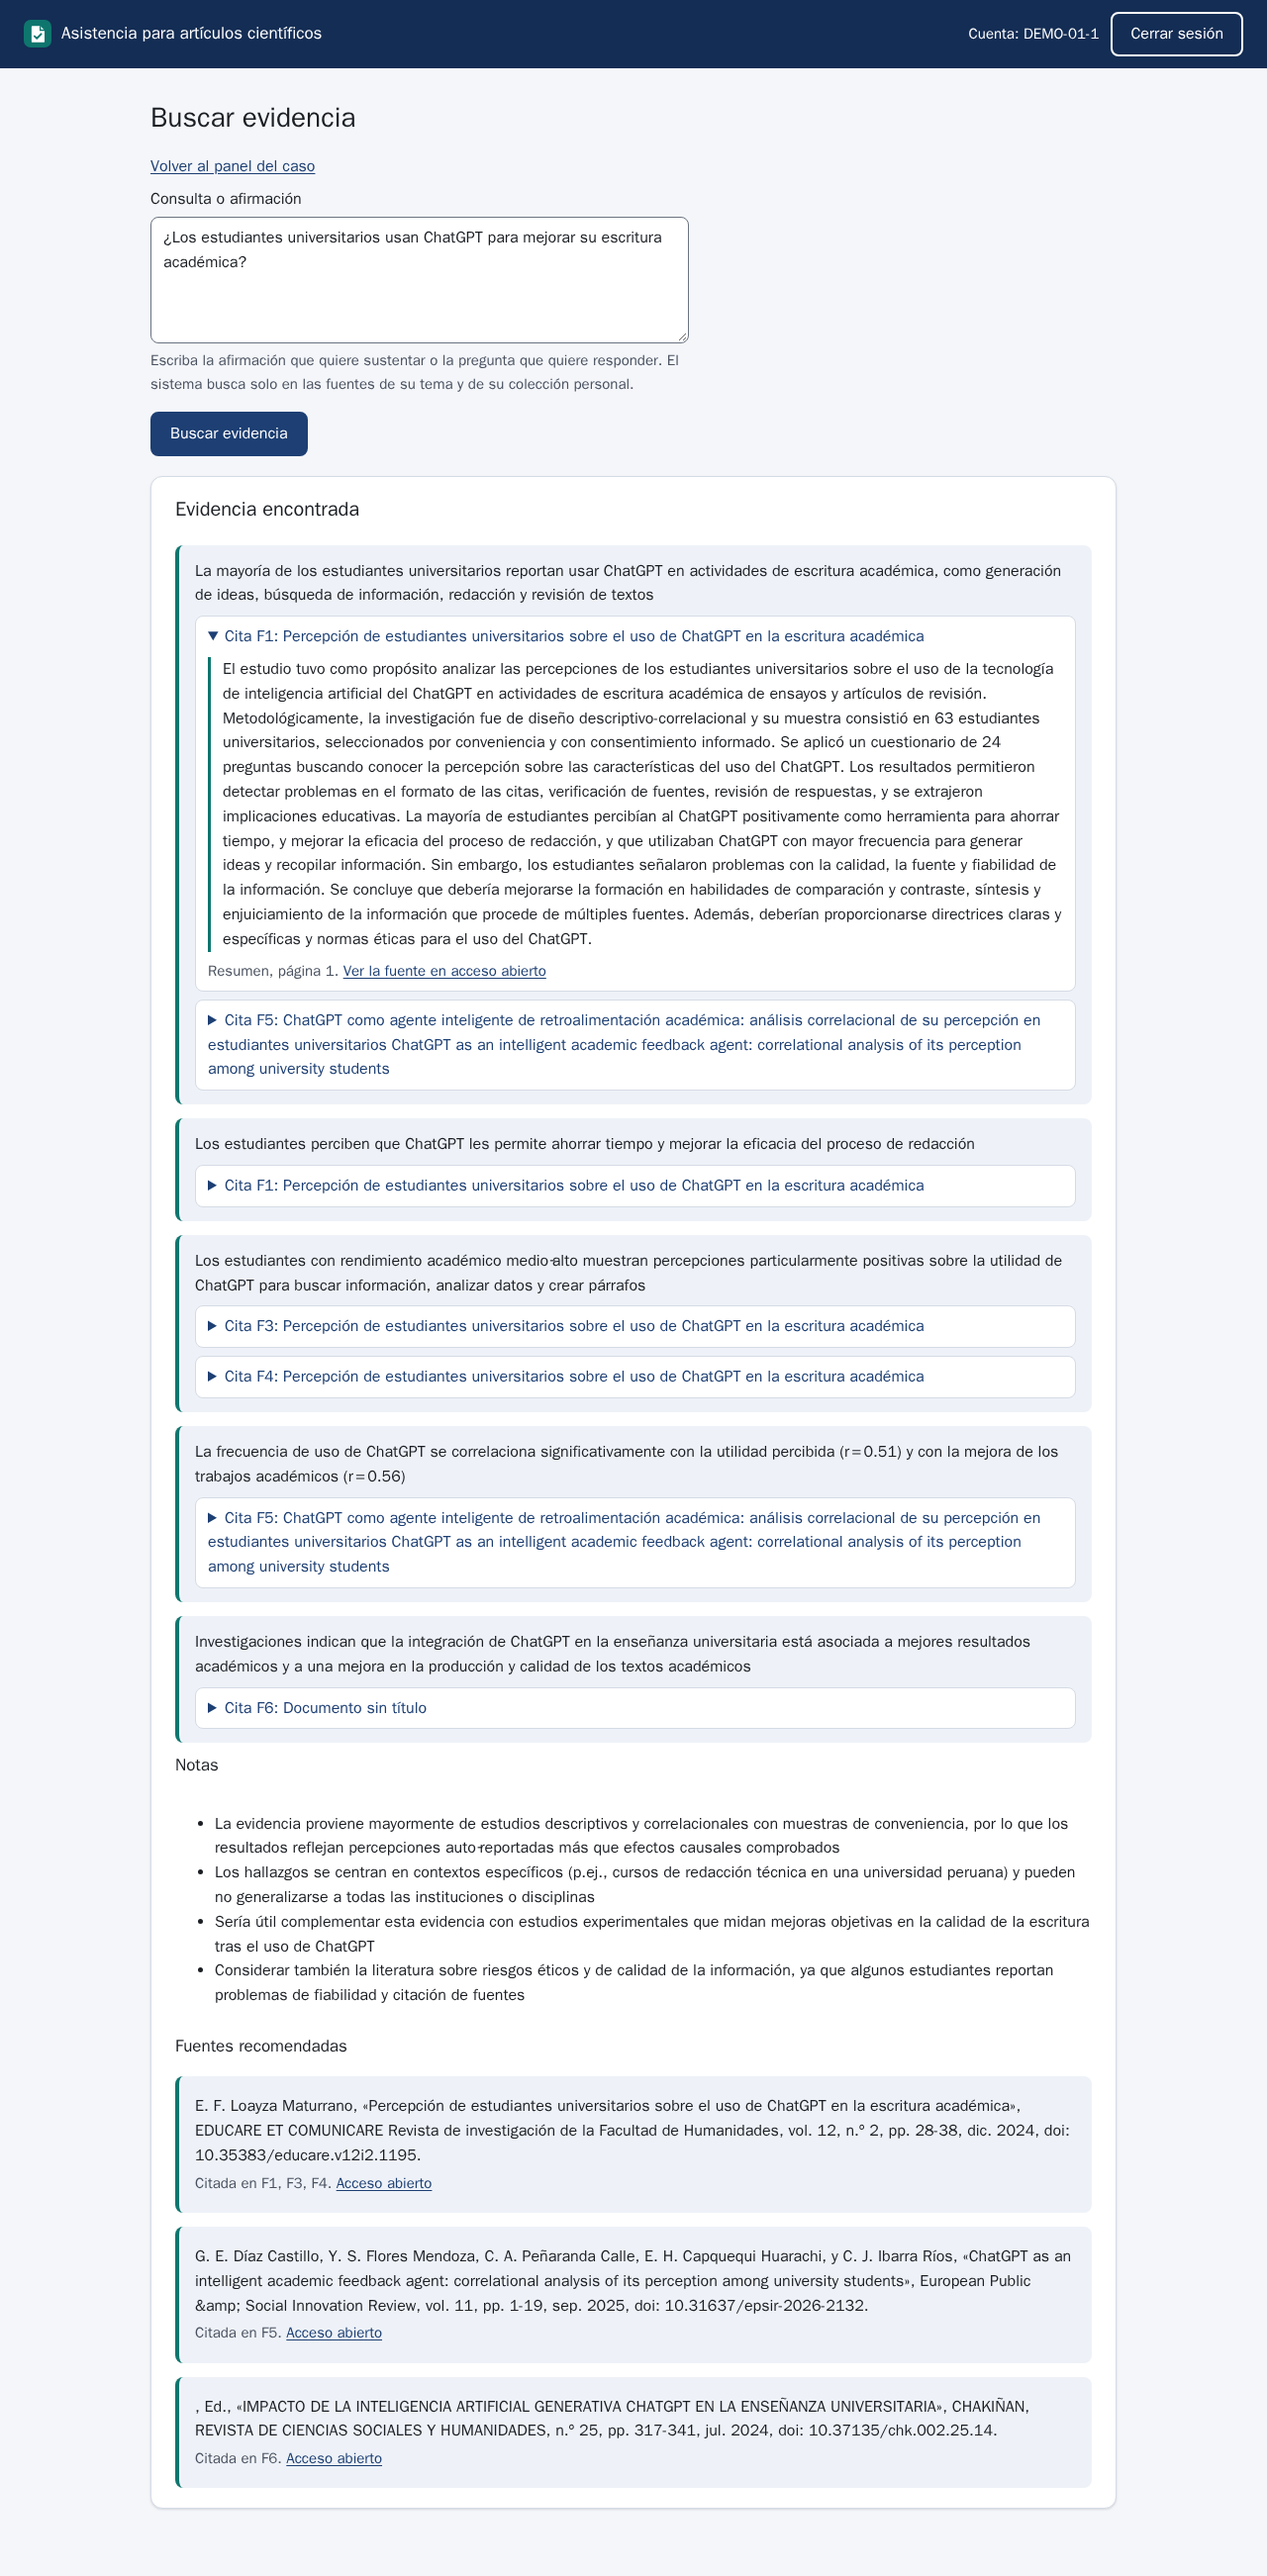 Asistencia para artículos científicos
Cuenta: DEMO-01-1
Cerrar sesión
Buscar evidencia
Volver al panel del caso
Consulta o afirmación
¿Los estudiantes universitarios usan ChatGPT para mejorar su escritura
académica?
Escriba la afirmación que quiere sustentar o la pregunta que quiere responder. El
sistema busca solo en las fuentes de su tema y de su colección personal.
Buscar evidencia
Evidencia encontrada
La mayoría de los estudiantes universitarios reportan usar ChatGPT en actividades de escritura académica, como generación
de ideas, búsqueda de información, redacción y revisión de textos
▼ Cita F1: Percepción de estudiantes universitarios sobre el uso de ChatGPT en la escritura académica
El estudio tuvo como propósito analizar las percepciones de los estudiantes universitarios sobre el uso de la tecnología
de inteligencia artificial del ChatGPT en actividades de escritura académica de ensayos y artículos de revisión.
Metodológicamente, la investigación fue de diseño descriptivo-correlacional y su muestra consistió en 63 estudiantes
universitarios, seleccionados por conveniencia y con consentimiento informado. Se aplicó un cuestionario de 24
preguntas buscando conocer la percepción sobre las características del uso del ChatGPT. Los resultados permitieron
detectar problemas en el formato de las citas, verificación de fuentes, revisión de respuestas, y se extrajeron
implicaciones educativas. La mayoría de estudiantes percibían al ChatGPT positivamente como herramienta para ahorrar
tiempo, y mejorar la eficacia del proceso de redacción, y que utilizaban ChatGPT con mayor frecuencia para generar
ideas y recopilar información. Sin embargo, los estudiantes señalaron problemas con la calidad, la fuente y fiabilidad de
la información. Se concluye que debería mejorarse la formación en habilidades de comparación y contraste, síntesis y
enjuiciamiento de la información que procede de múltiples fuentes. Además, deberían proporcionarse directrices claras y
específicas y normas éticas para el uso del ChatGPT.
Resumen, página 1. Ver la fuente en acceso abierto
▶ Cita F5: ChatGPT como agente inteligente de retroalimentación académica: análisis correlacional de su percepción en
estudiantes universitarios ChatGPT as an intelligent academic feedback agent: correlational analysis of its perception
among university students
Los estudiantes perciben que ChatGPT les permite ahorrar tiempo y mejorar la eficacia del proceso de redacción
▶ Cita F1: Percepción de estudiantes universitarios sobre el uso de ChatGPT en la escritura académica
Los estudiantes con rendimiento académico medio-alto muestran percepciones particularmente positivas sobre la utilidad de
ChatGPT para buscar información, analizar datos y crear párrafos
▶ Cita F3: Percepción de estudiantes universitarios sobre el uso de ChatGPT en la escritura académica
▶ Cita F4: Percepción de estudiantes universitarios sobre el uso de ChatGPT en la escritura académica
La frecuencia de uso de ChatGPT se correlaciona significativamente con la utilidad percibida (r = 0.51) y con la mejora de los
trabajos académicos (r = 0.56)
▶ Cita F5: ChatGPT como agente inteligente de retroalimentación académica: análisis correlacional de su percepción en
estudiantes universitarios ChatGPT as an intelligent academic feedback agent: correlational analysis of its perception
among university students
Investigaciones indican que la integración de ChatGPT en la enseñanza universitaria está asociada a mejores resultados
académicos y a una mejora en la producción y calidad de los textos académicos
▶ Cita F6: Documento sin título
Notas
• La evidencia proviene mayormente de estudios descriptivos y correlacionales con muestras de conveniencia, por lo que los
resultados reflejan percepciones auto-reportadas más que efectos causales comprobados
• Los hallazgos se centran en contextos específicos (p.ej., cursos de redacción técnica en una universidad peruana) y pueden
no generalizarse a todas las instituciones o disciplinas
• Sería útil complementar esta evidencia con estudios experimentales que midan mejoras objetivas en la calidad de la escritura
tras el uso de ChatGPT
• Considerar también la literatura sobre riesgos éticos y de calidad de la información, ya que algunos estudiantes reportan
problemas de fiabilidad y citación de fuentes
Fuentes recomendadas
E. F. Loayza Maturrano, «Percepción de estudiantes universitarios sobre el uso de ChatGPT en la escritura académica»,
EDUCARE ET COMUNICARE Revista de investigación de la Facultad de Humanidades, vol. 12, n.º 2, pp. 28-38, dic. 2024, doi:
10.35383/educare.v12i2.1195.
Citada en F1, F3, F4. Acceso abierto
G. E. Díaz Castillo, Y. S. Flores Mendoza, C. A. Peñaranda Calle, E. H. Capquequi Huarachi, y C. J. Ibarra Ríos, «ChatGPT as an
intelligent academic feedback agent: correlational analysis of its perception among university students», European Public
&amp; Social Innovation Review, vol. 11, pp. 1-19, sep. 2025, doi: 10.31637/epsir-2026-2132.
Citada en F5. Acceso abierto
, Ed., «IMPACTO DE LA INTELIGENCIA ARTIFICIAL GENERATIVA CHATGPT EN LA ENSEÑANZA UNIVERSITARIA», CHAKIÑAN,
REVISTA DE CIENCIAS SOCIALES Y HUMANIDADES, n.º 25, pp. 317-341, jul. 2024, doi: 10.37135/chk.002.25.14.
Citada en F6. Acceso abierto